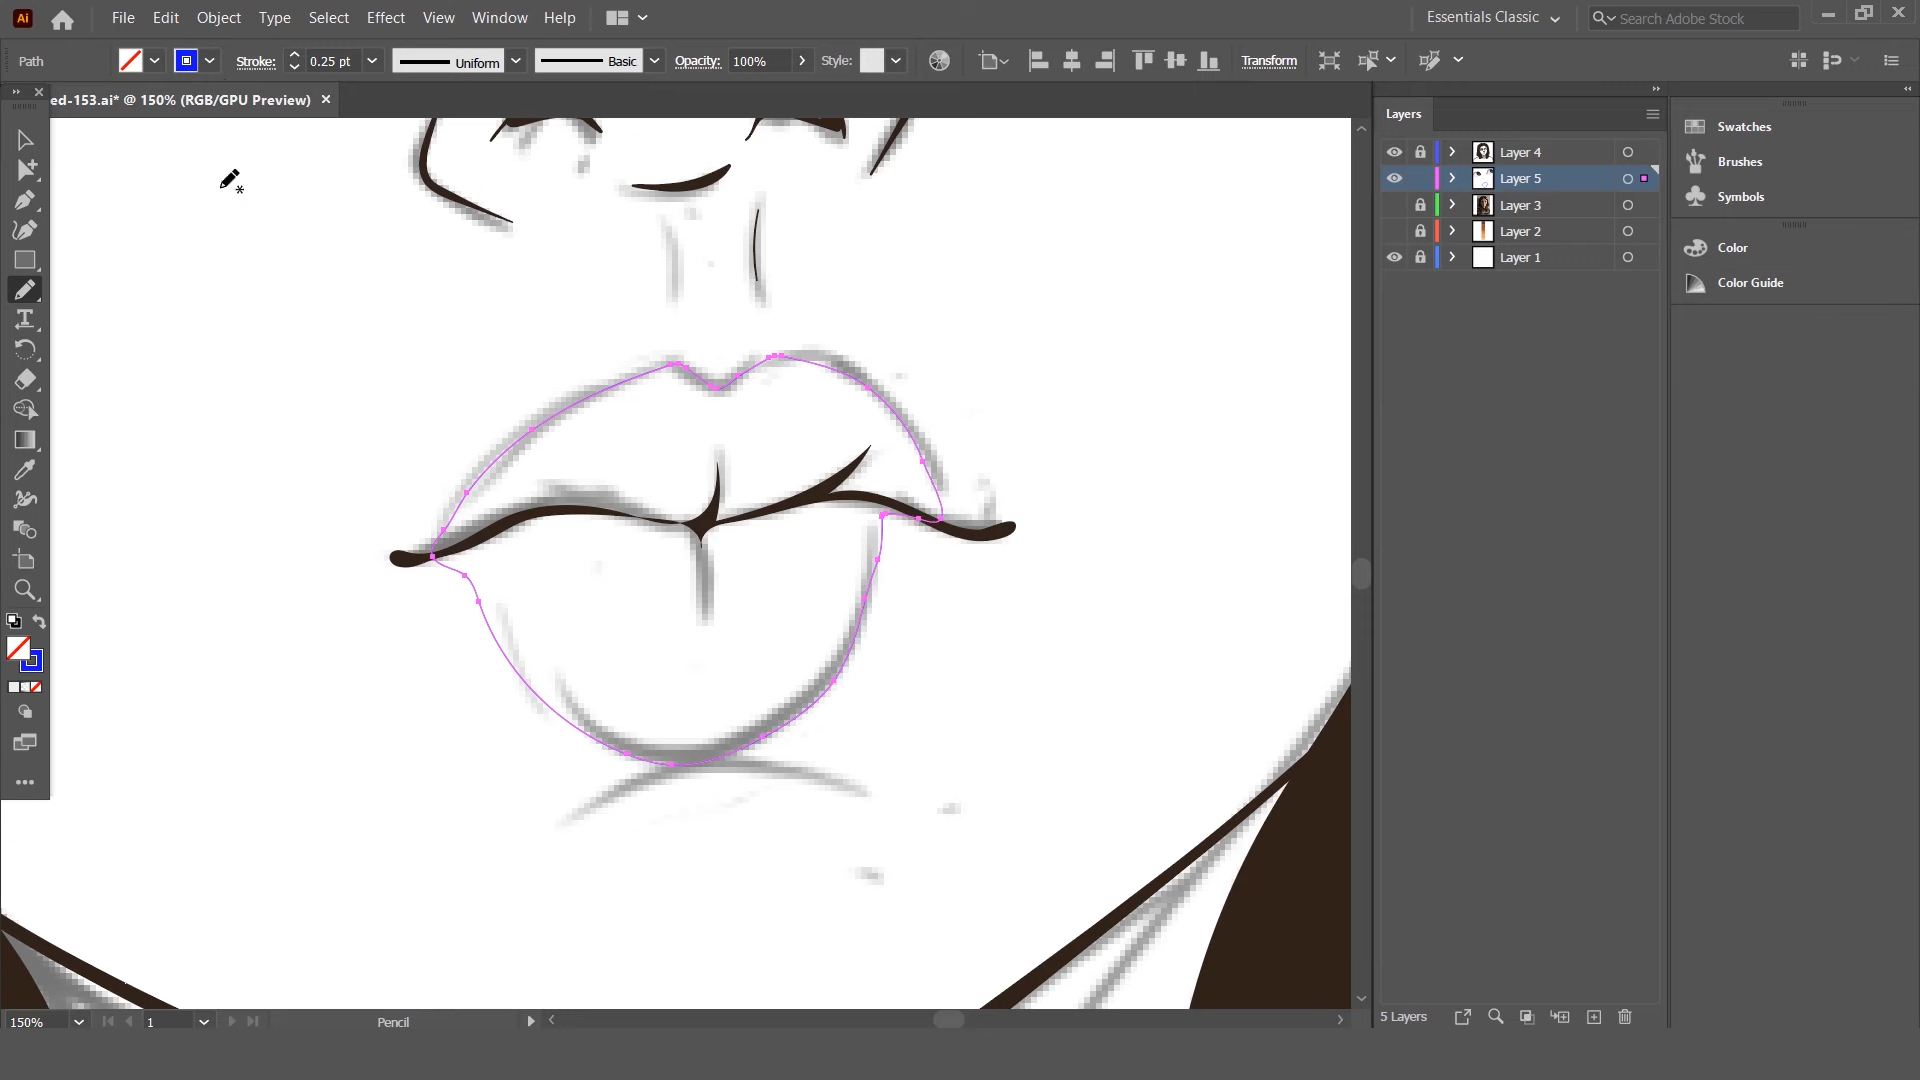 Ai File Edit Object Type Select Effect View Window Help Essentials Classic Search Adobe Stock
Path Stroke: 0.25 pt Uniform Basic Opacity: 100% Style: Transform
ed-153.ai* @ 150% (RGB/GPU Preview)
Layers
Layer 4
Layer 5
Layer 3
Layer 2
Layer 1
Swatches
Brushes
Symbols
Color
Color Guide
150% 1 Pencil
5 Layers